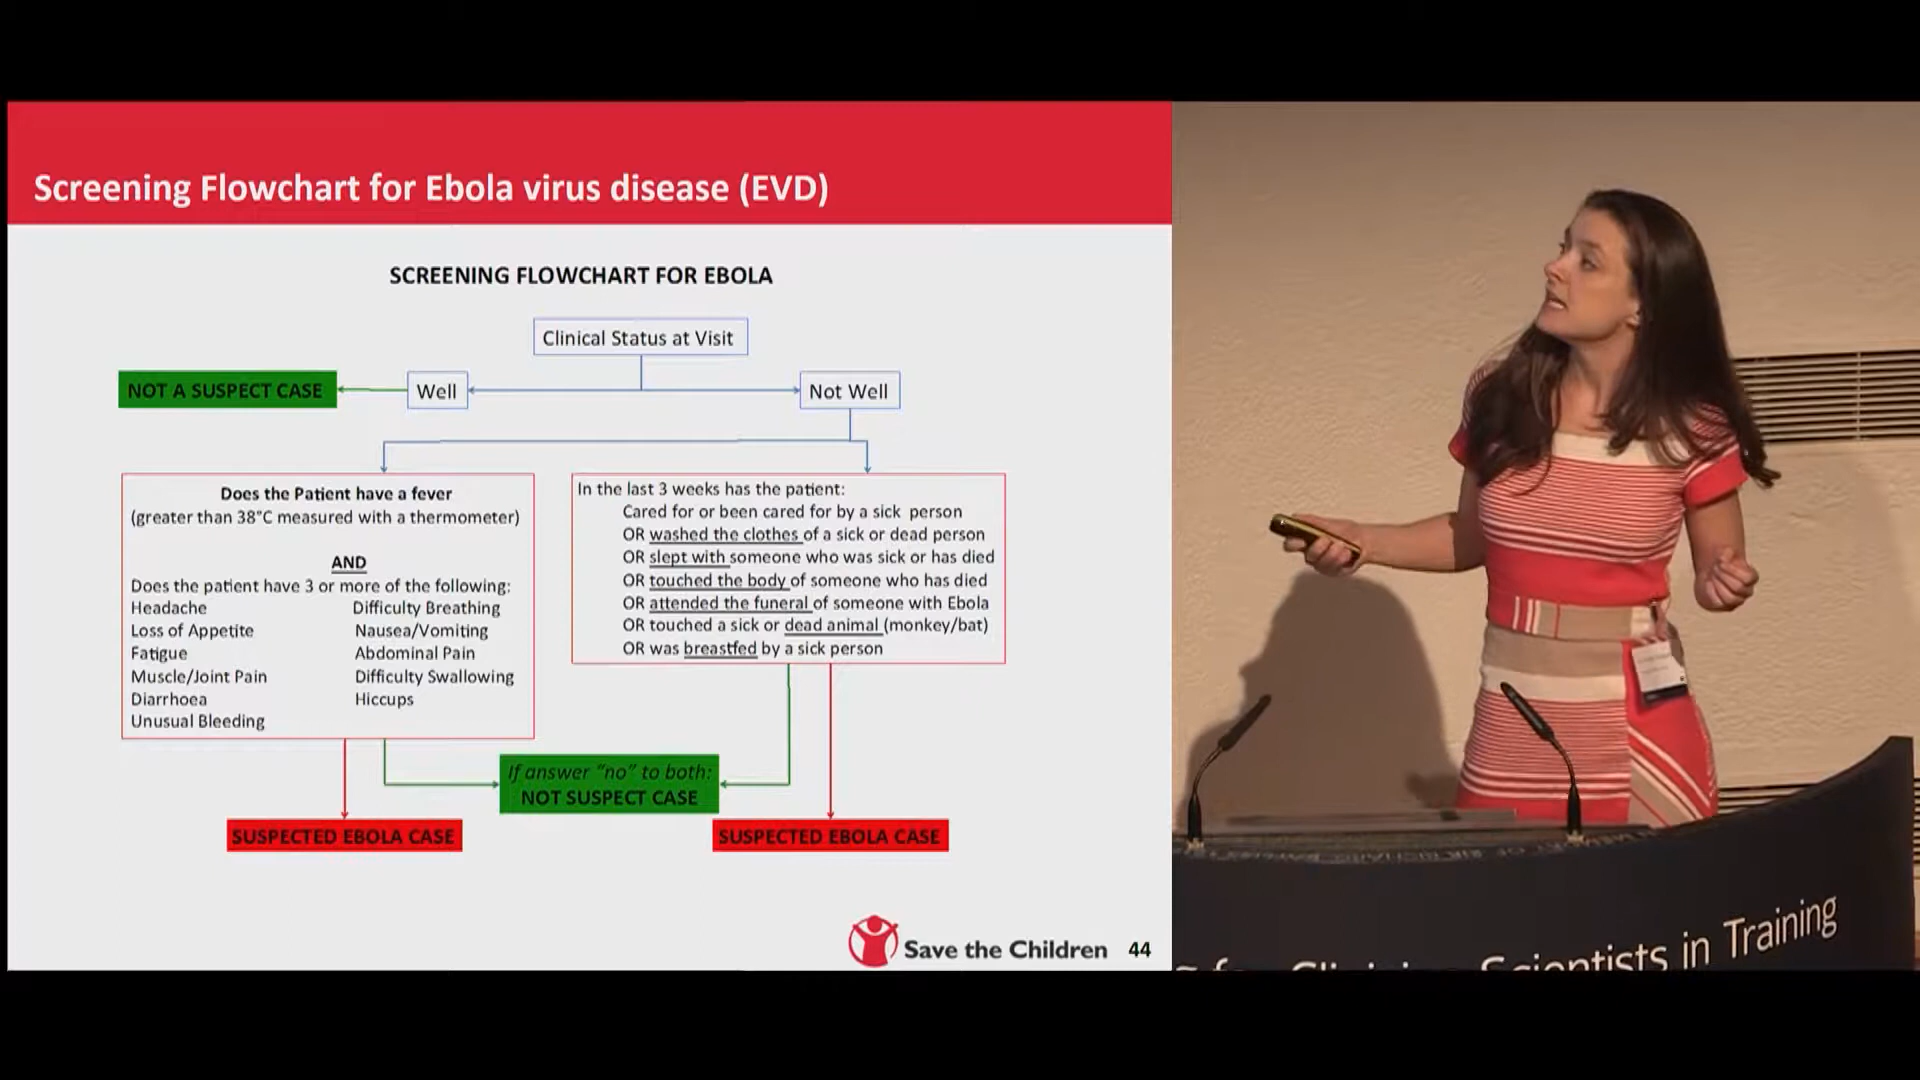 Screening Flowchart for Ebola virus disease (EVD)
SCREENING FLOWCHART FOR EBOLA
Clinical Status at Visit
NOT A SUSPECT CASE
Well
Not Well
Does the Patient have a fever
(greater than 38°C measured with a thermometer)
AND
Does the patient have 3 or more of the following:
Headache
Loss of Appetite
Fatigue
Muscle/Joint Pain
Diarrhoea
Unusual Bleeding
Difficulty Breathing
Nausea/Vomiting
Abdominal Pain
Difficulty Swallowing
Hiccups
In the last 3 weeks has the patient:
Cared for or been cared for by a sick person
OR washed the clothes of a sick or dead person
OR slept with someone who was sick or has died
OR touched the body of someone who has died
OR attended the funeral of someone with Ebola
OR touched a sick or dead animal (monkey/bat)
OR was breastfed by a sick person
If answer "no" to both:
NOT SUSPECT CASE
SUSPECTED EBOLA CASE
SUSPECTED EBOLA CASE
Save the Children 44
Scientists in Training